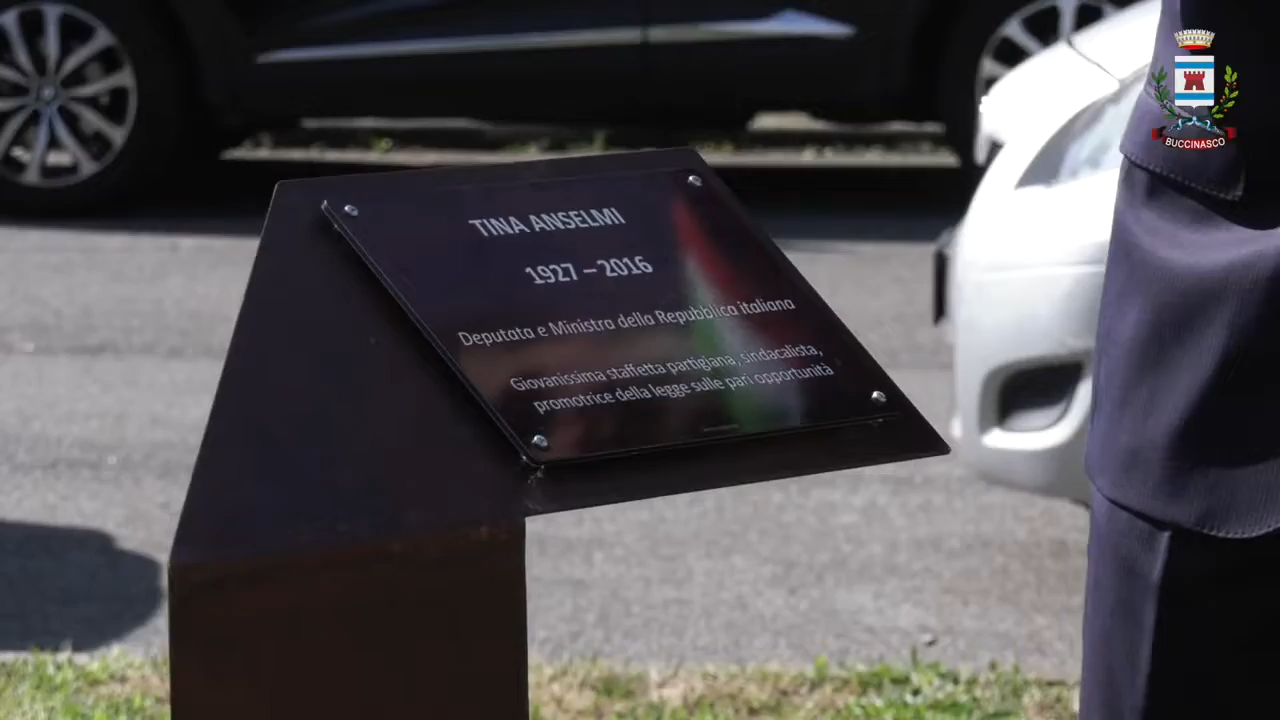 TINA ANSELMI
1927 – 2016
Deputata e Ministra della Repubblica italiana
Giovanissima staffetta partigiana, sindacalista,
promotrice della legge sulle pari opportunità
BUCCINASCO